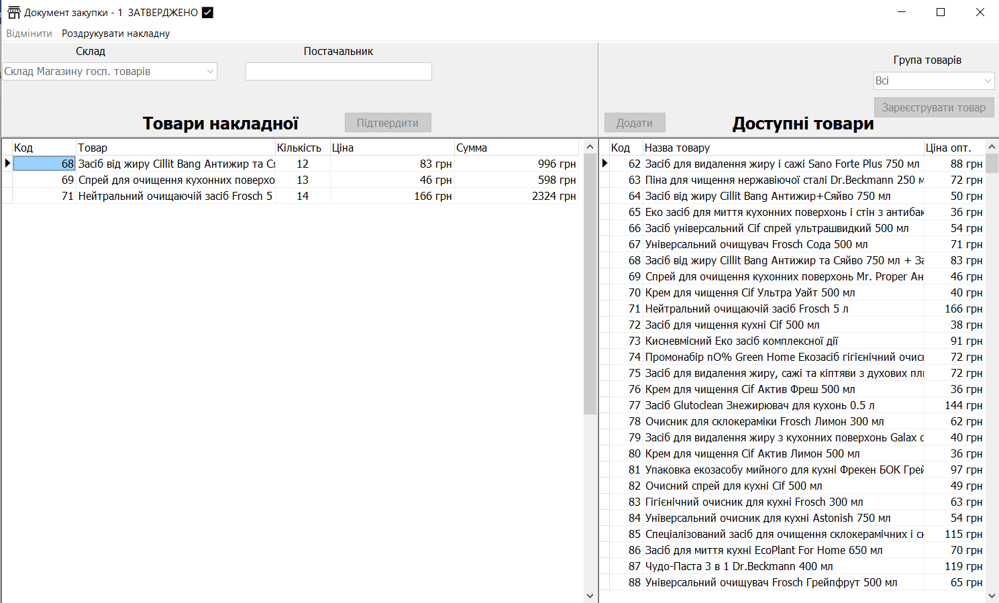 Документ закупки - 1 ЗАТВЕРДЖЕНО
Відмінити Роздрукувати накладну
Склад Постачальник
Склад Магазину госп. товарів
Група товарів
Всі
Зареєструвати товар
Товари накладної Підтвердити
Додати Доступні товари
Код Товар Кількість Ціна Сумма
68 Засіб від жиру Cillit Bang Антижир та Ся 12 83 грн 996 грн
69 Спрей для очищення кухонних поверхо 13 46 грн 598 грн
71 Нейтральний очищаючій засіб Frosch 5 14 166 грн 2324 грн
Код Назва товару Ціна опт.
62 Засіб для видалення жиру і сажі Sano Forte Plus 750 мл 88 грн
63 Піна для чищення нержавіючої сталі Dr.Beckmann 250 м 72 грн
64 Засіб від жиру Cillit Bang Антижир+Сяйво 750 мл 50 грн
65 Еко засіб для миття кухонних поверхонь і стін з антибак 36 грн
66 Засіб універсальний Cif спрей ультрашвидкий 500 мл 54 грн
67 Універсальний очищувач Frosch Сода 500 мл 71 грн
68 Засіб від жиру Cillit Bang Антижир та Сяйво 750 мл + За 83 грн
69 Спрей для очищення кухонних поверхонь Mr. Proper Ан 46 грн
70 Крем для чищення Cif Ультра Уайт 500 мл 40 грн
71 Нейтральний очищаючій засіб Frosch 5 л 166 грн
72 Засіб для чищення кухні Cif 500 мл 38 грн
73 Кисневмісний Еко засіб комплексної дії 91 грн
74 Промонабір nO% Green Home Екозасіб гігієнічний очисн 72 грн
75 Засіб для видалення жиру, сажі та кіптяви з духових пли 72 грн
76 Крем для чищення Cif Актив Фреш 500 мл 36 грн
77 Засіб Glutoclean Знежирювач для кухонь 0.5 л 144 грн
78 Очисник для склокераміки Frosch Лимон 300 мл 62 грн
79 Засіб для видалення жиру з кухонних поверхонь Galax с 40 грн
80 Крем для чищення Cif Актив Лимон 500 мл 36 грн
81 Упаковка екозасобу мийного для кухні Фрекен БОК Грей 97 грн
82 Очисний спрей для кухні Cif 500 мл 49 грн
83 Гігієнічний очисник для кухні Frosch 300 мл 63 грн
84 Універсальний очисник для кухні Astonish 750 мл 54 грн
85 Спеціалізований засіб для очищення склокерамічних і ск 115 грн
86 Засіб для миття кухні EcoPlant For Home 650 мл 70 грн
87 Чудо-Паста 3 в 1 Dr.Beckmann 400 мл 119 грн
88 Універсальний очищувач Frosch Грейпфрут 500 мл 65 грн